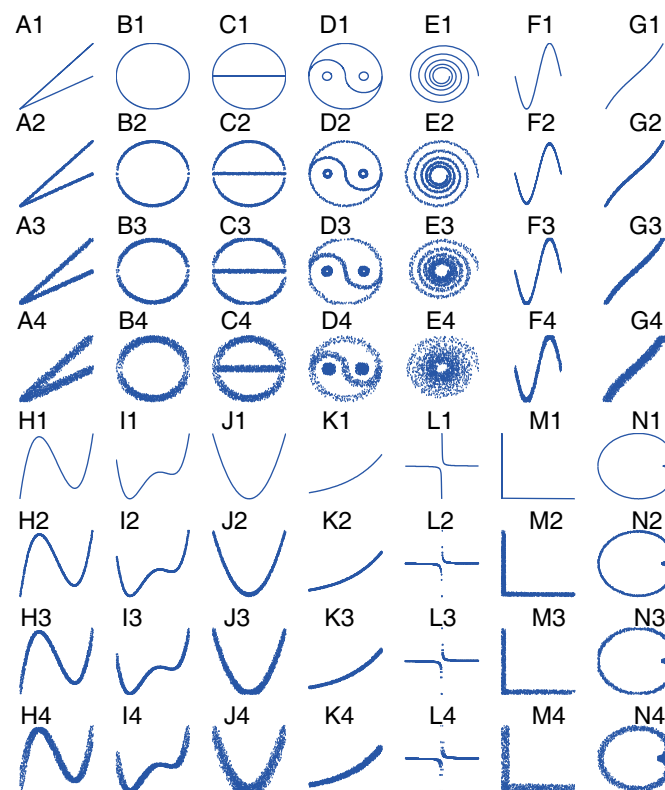 A1 B1 C1 D1 E1 F1 G1
A2 B2 C2 D2 E2 F2 G2
A3 B3 C3 D3 E3 F3 G3
A4 B4 C4 D4 E4 F4 G4
H1 I1 J1 K1 L1 M1 N1
H2 I2 J2 K2 L2 M2 N2
H3 I3 J3 K3 L3 M3 N3
H4 I4 J4 K4 L4 M4 N4